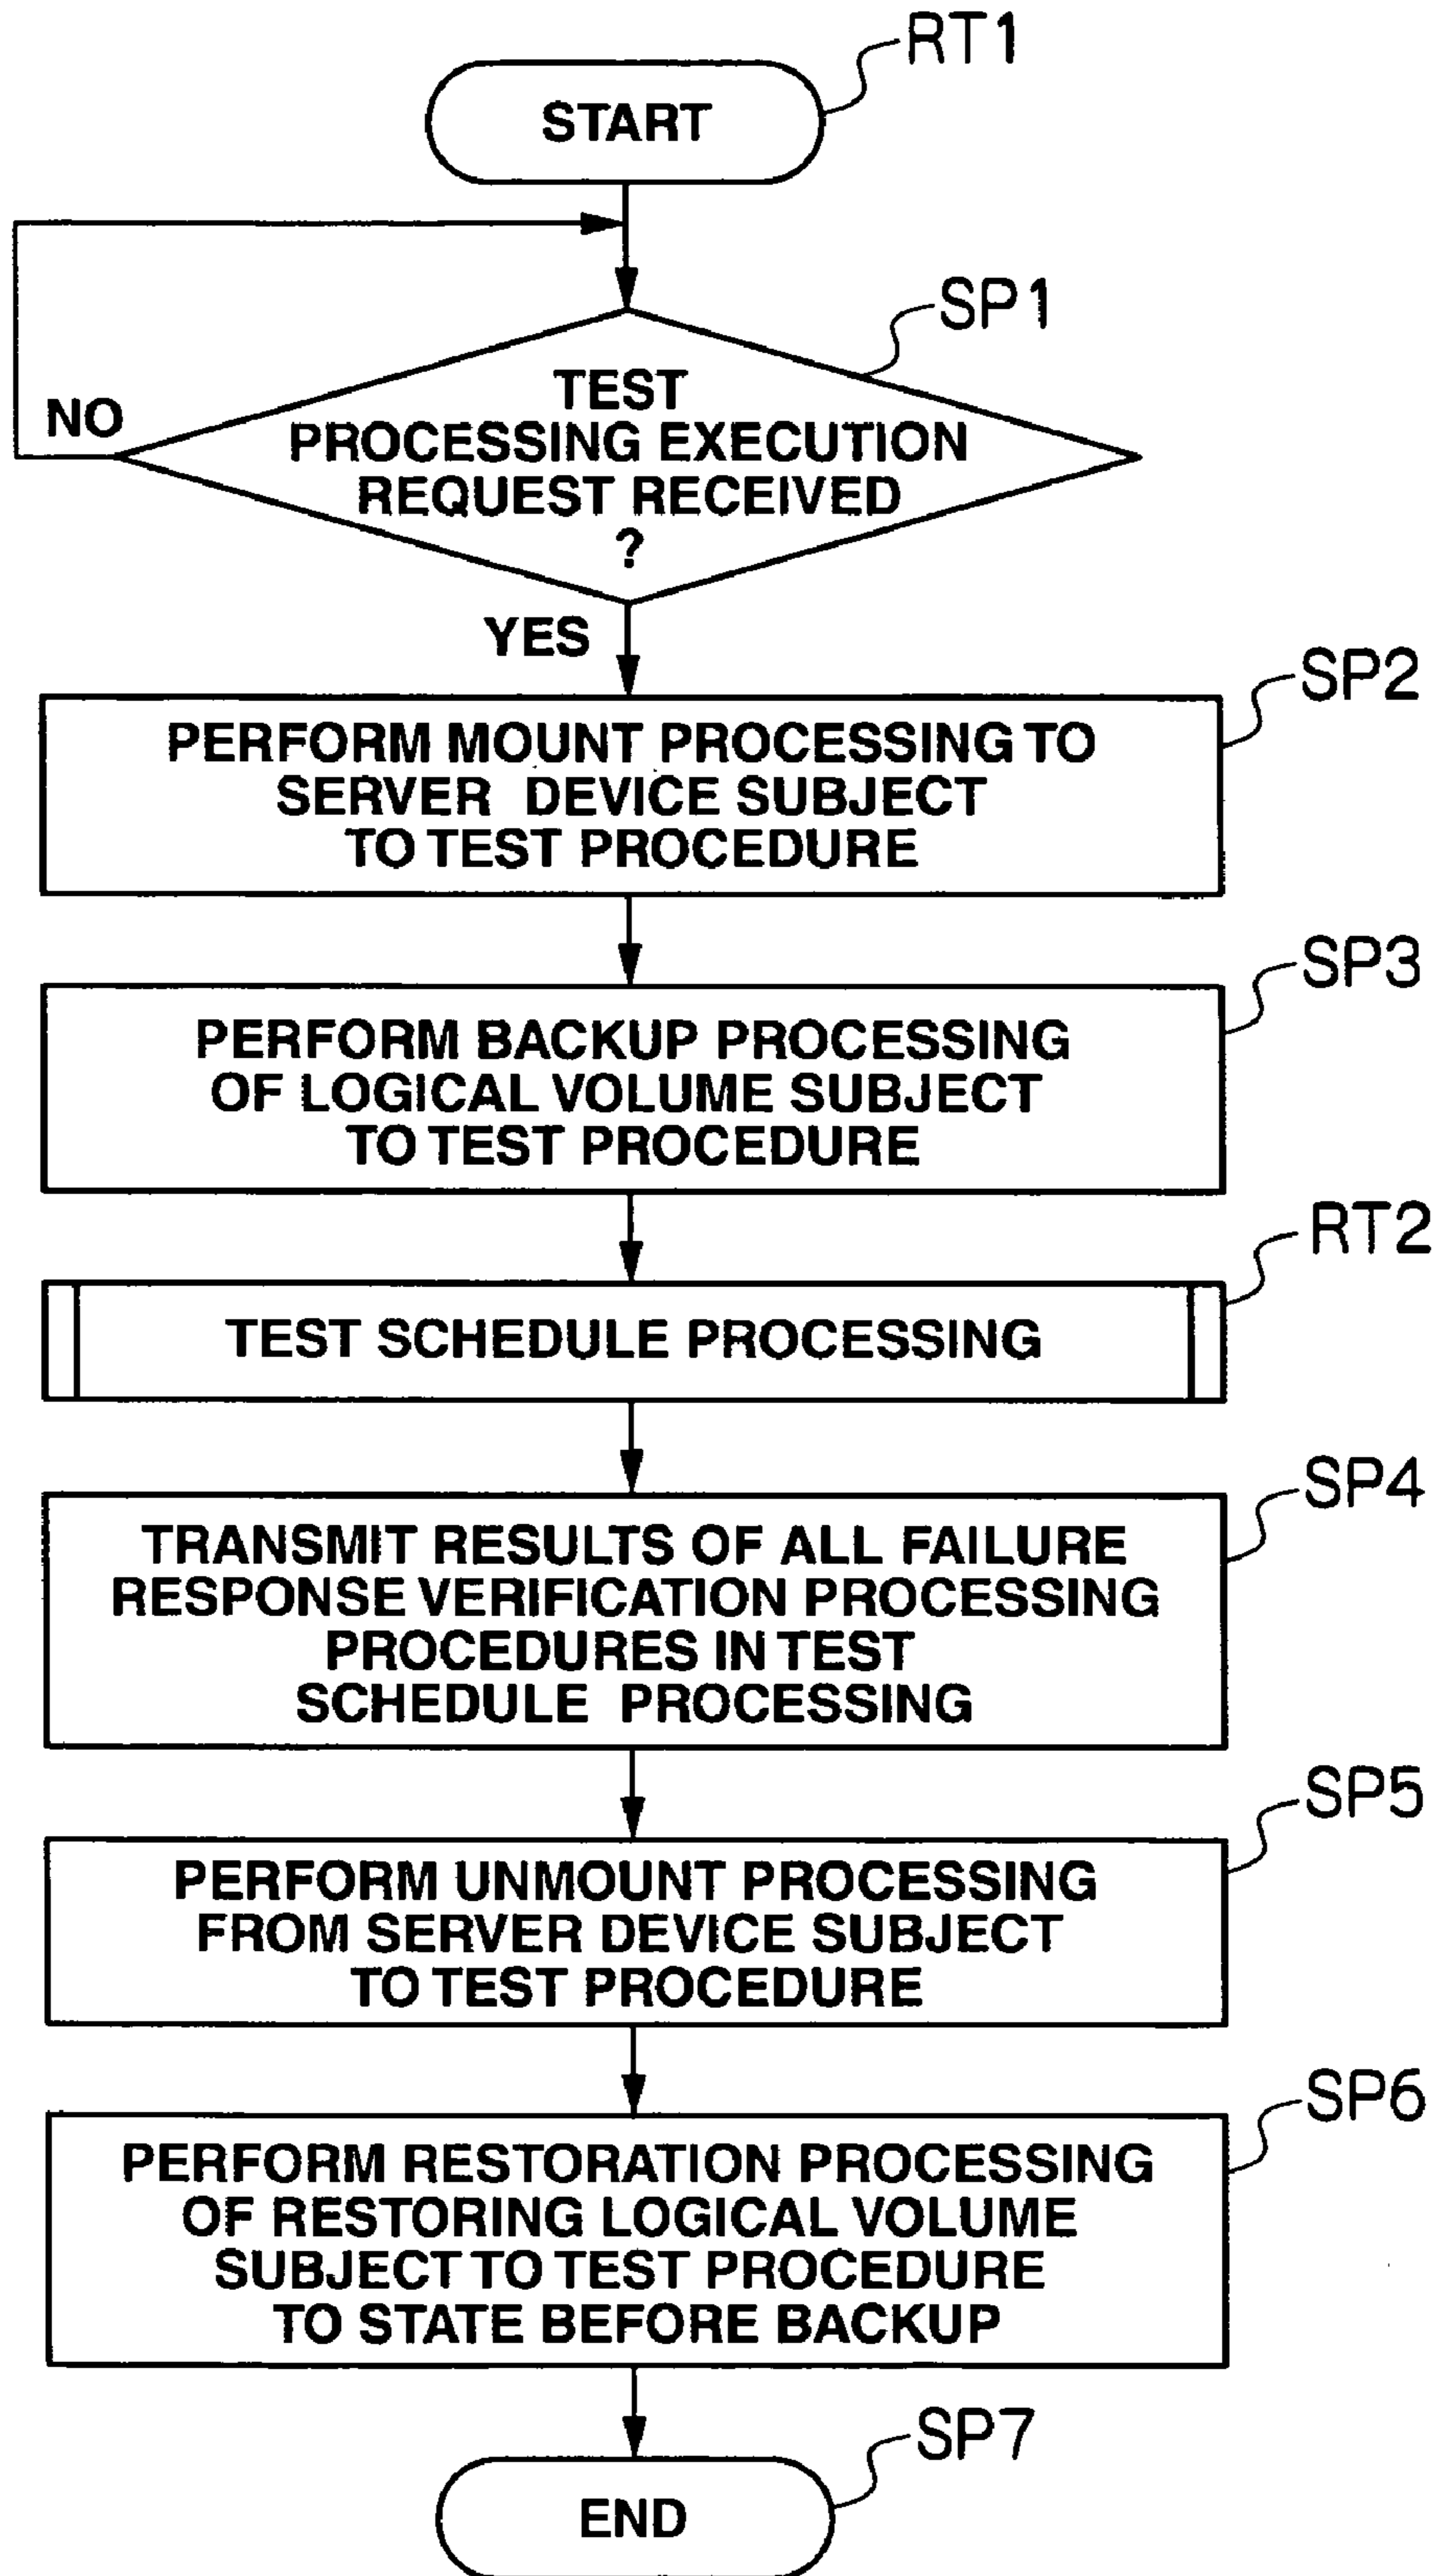 RT1
START
SP1
TEST
PROCESSING EXECUTION
REQUEST RECEIVED
?
NO
YES
SP2
PERFORM MOUNT PROCESSING TO
SERVER DEVICE SUBJECT
TO TEST PROCEDURE
SP3
PERFORM BACKUP PROCESSING
OF LOGICAL VOLUME SUBJECT
TO TEST PROCEDURE
RT2
TEST SCHEDULE PROCESSING
SP4
TRANSMIT RESULTS OF ALL FAILURE
RESPONSE VERIFICATION PROCESSING
PROCEDURES IN TEST
SCHEDULE PROCESSING
SP5
PERFORM UNMOUNT PROCESSING
FROM SERVER DEVICE SUBJECT
TO TEST PROCEDURE
SP6
PERFORM RESTORATION PROCESSING
OF RESTORING LOGICAL VOLUME
SUBJECT TO TEST PROCEDURE
TO STATE BEFORE BACKUP
SP7
END